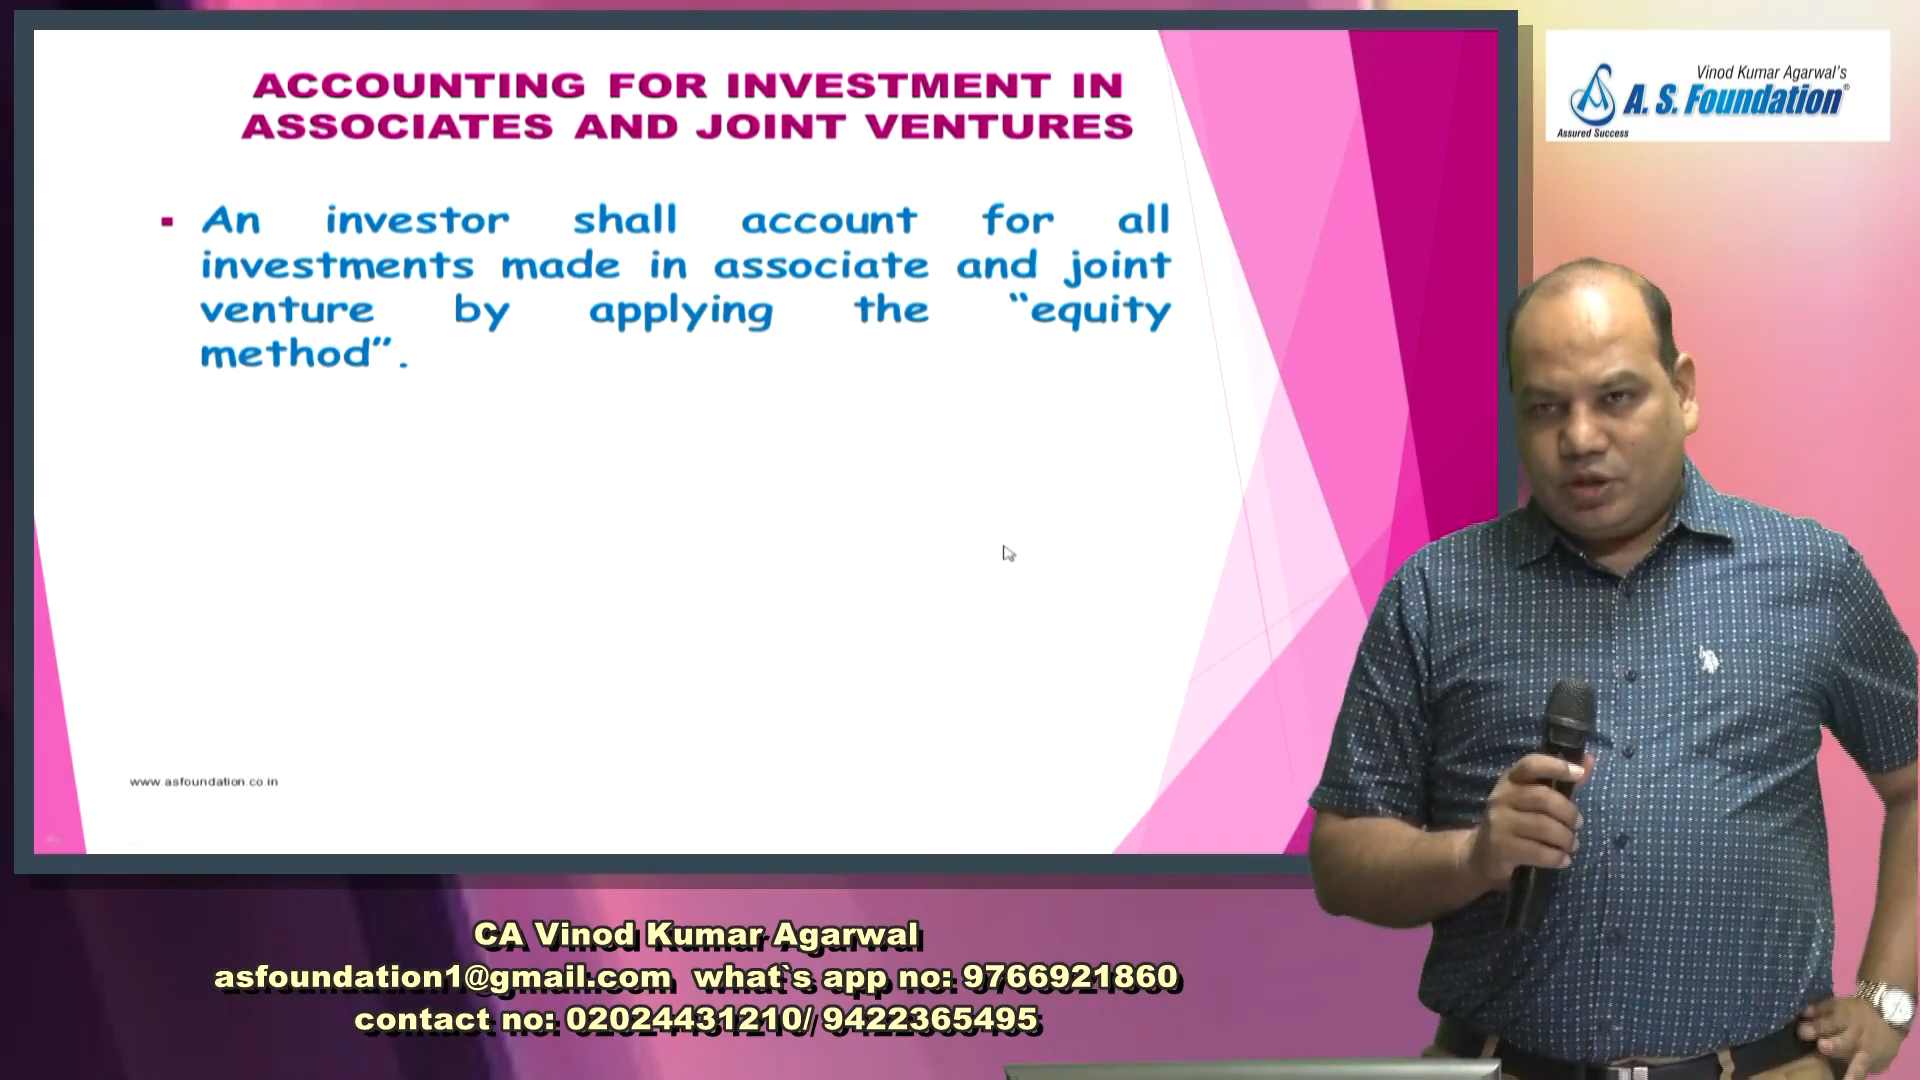 ACCOUNTING FOR INVESTMENT IN
ASSOCIATES AND JOINT VENTURES
An investor shall account for all
investments made in associate and joint
venture by applying the “equity
method”.
www.asfoundation.co.in
Vinod Kumar Agarwal's
A. S. Foundation®
Assured Success
CA Vinod Kumar Agarwal
asfoundation1@gmail.com what`s app no: 9766921860
contact no: 02024431210/ 9422365495